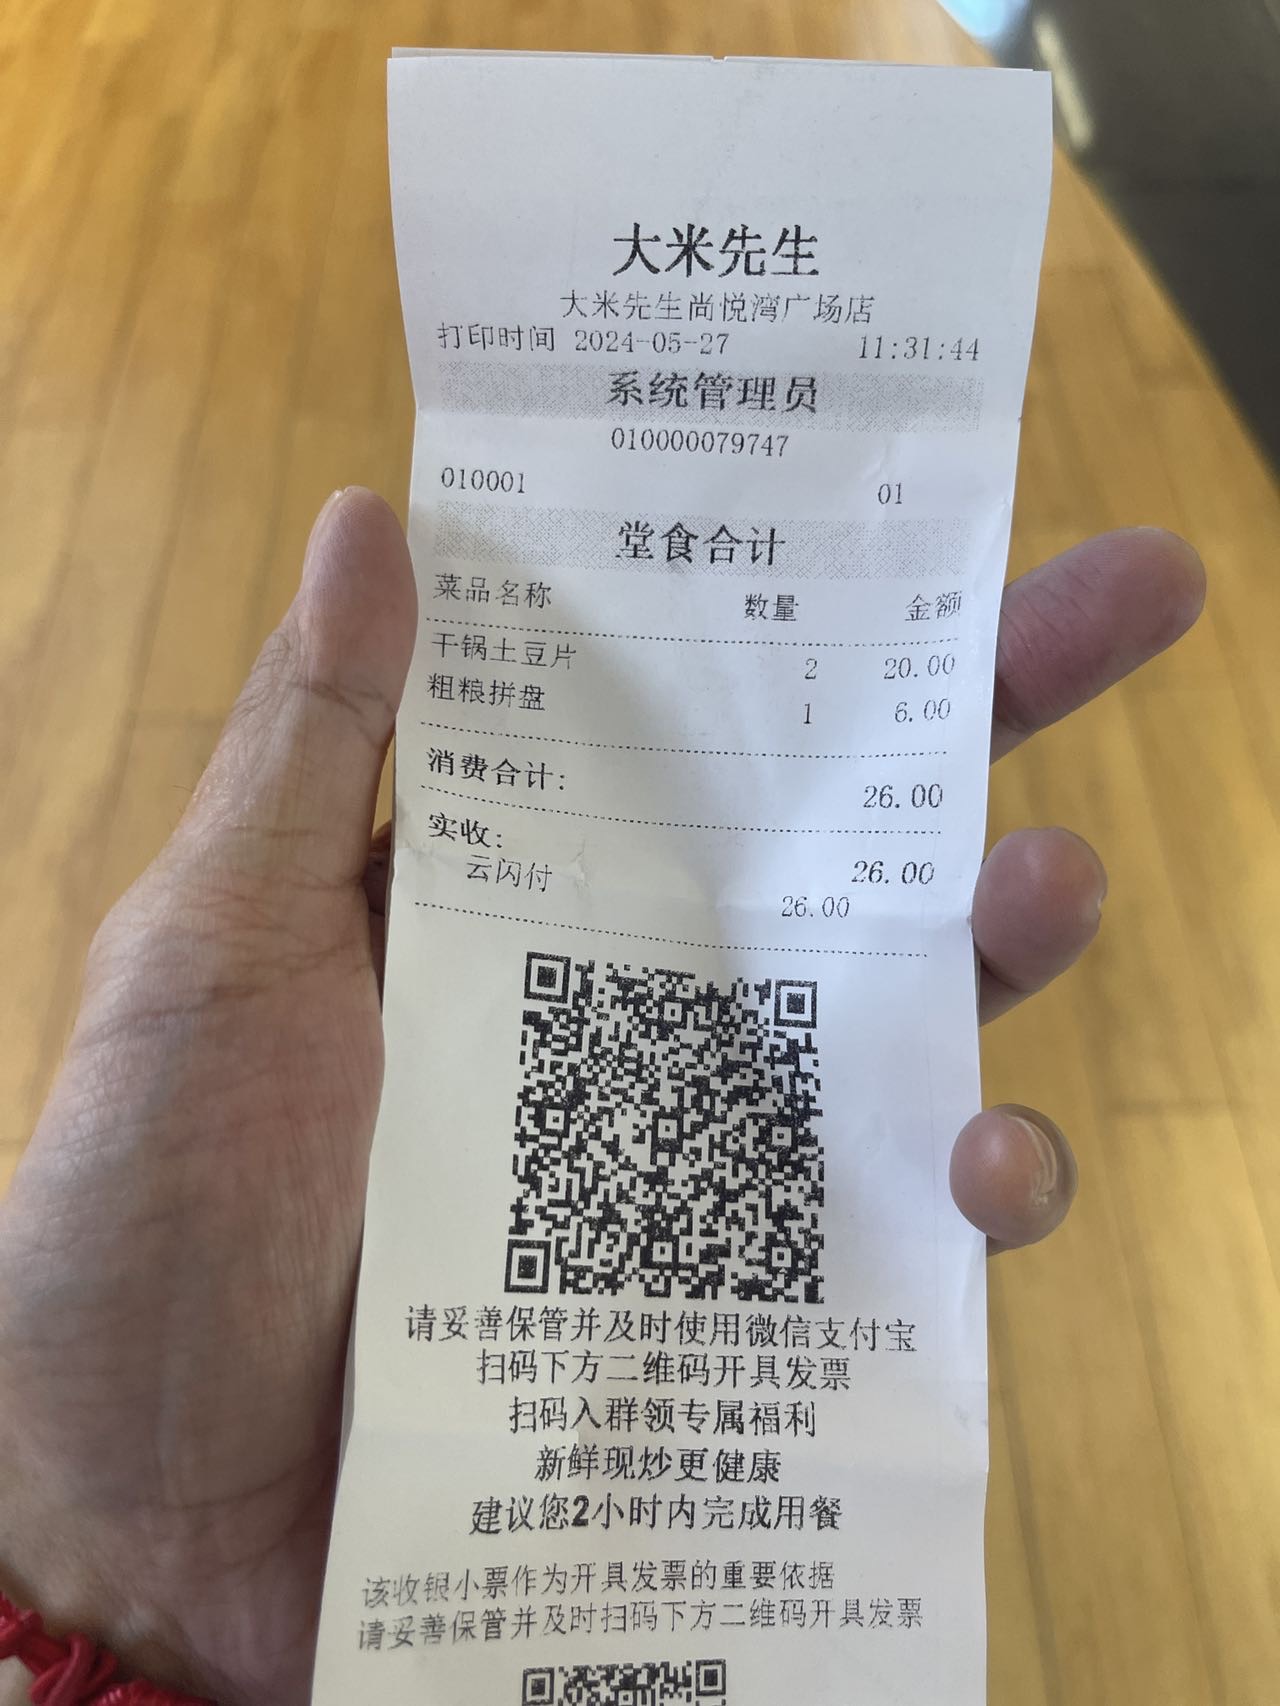 大米先生
大米先生尚悦湾广场店
打印时间 2024-05-27 11:31:44
系统管理员
010000079747
010001 01
堂食合计
菜品名称 数量 金额
干锅土豆片 2 20.00
粗粮拼盘 1 6.00
消费合计: 26.00
实收: 26.00
云闪付 26.00
请妥善保管并及时使用微信支付宝
扫码下方二维码开具发票
扫码入群领专属福利
新鲜现炒更健康
建议您2小时内完成用餐
该收银小票作为开具发票的重要依据
请妥善保管并及时扫码下方二维码开具发票